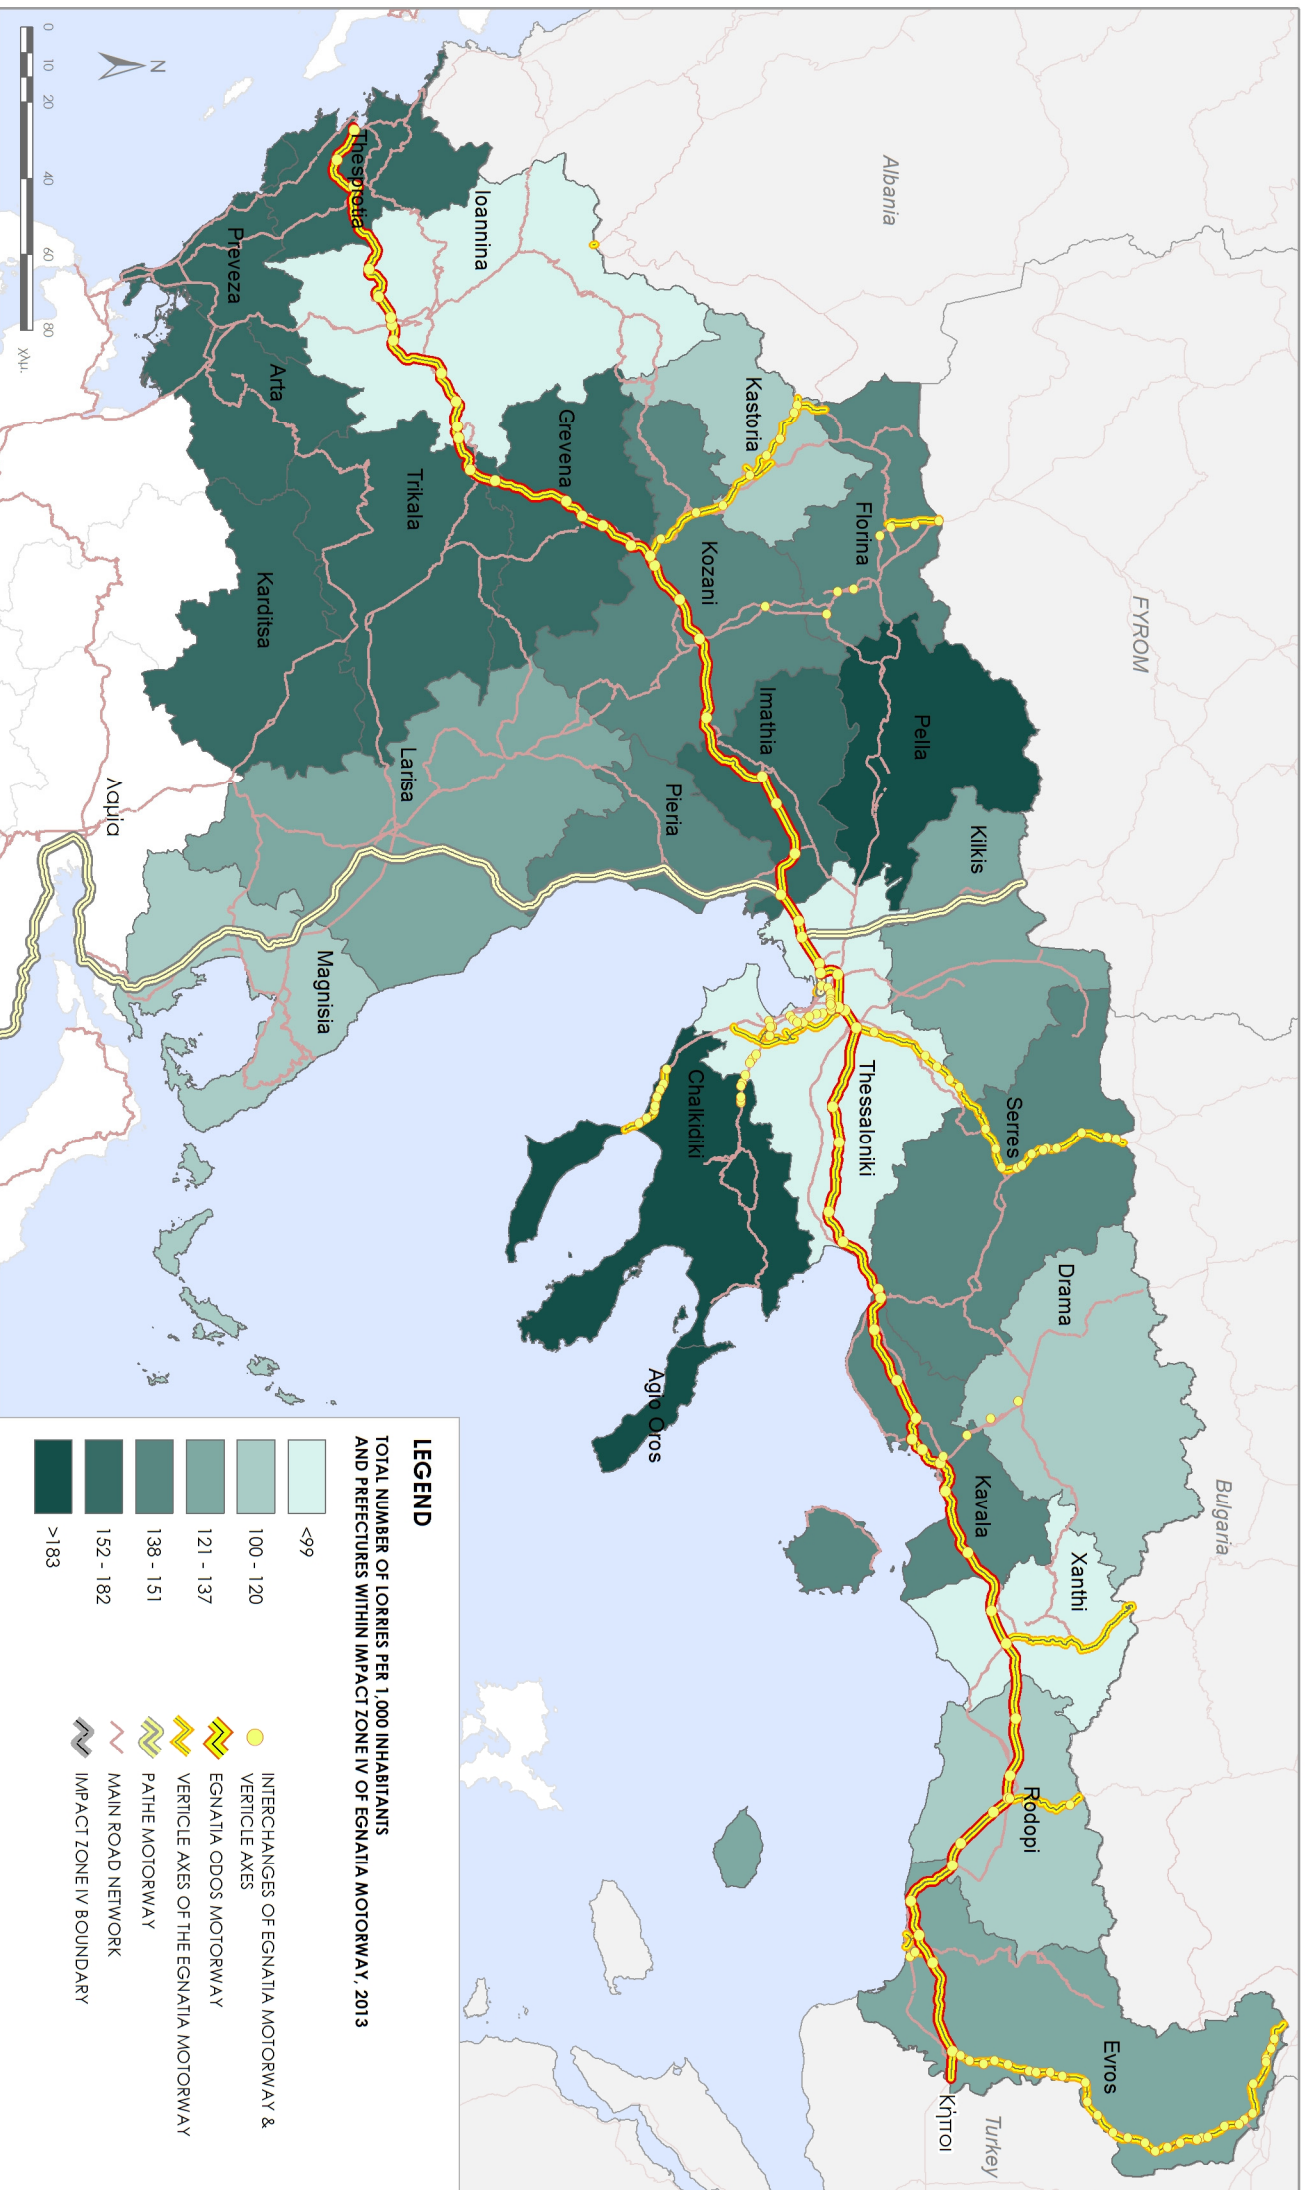 Albania
FYROM
Bulgaria
Turkey
Thesprotia
Ioannina
Preveza
Arta
Grevena
Trikala
Karditsa
Kastoria
Florina
Kozani
Imathia
Pella
Pieria
Larisa
Λαμία
Magnisia
Kilkis
Thessaloniki
Chalkidiki
Agio Oros
Serres
Drama
Kavala
Xanthi
Rodopi
Evros
Κήποι
N
0 10 20 40 60 80
χλμ.
LEGEND
TOTAL NUMBER OF LORRIES PER 1,000 INHABITANTS
AND PREFECTURES WITHIN IMPACT ZONE IV OF EGNATIA MOTORWAY, 2013
<99
100 - 120
121 - 137
138 - 151
152 - 182
>183
INTERCHANGES OF EGNATIA MOTORWAY &
VERTICLE AXES
EGNATIA ODOS MOTORWAY
VERTICLE AXES OF THE EGNATIA MOTORWAY
PATHE MOTORWAY
MAIN ROAD NETWORK
IMPACT ZONE IV BOUNDARY